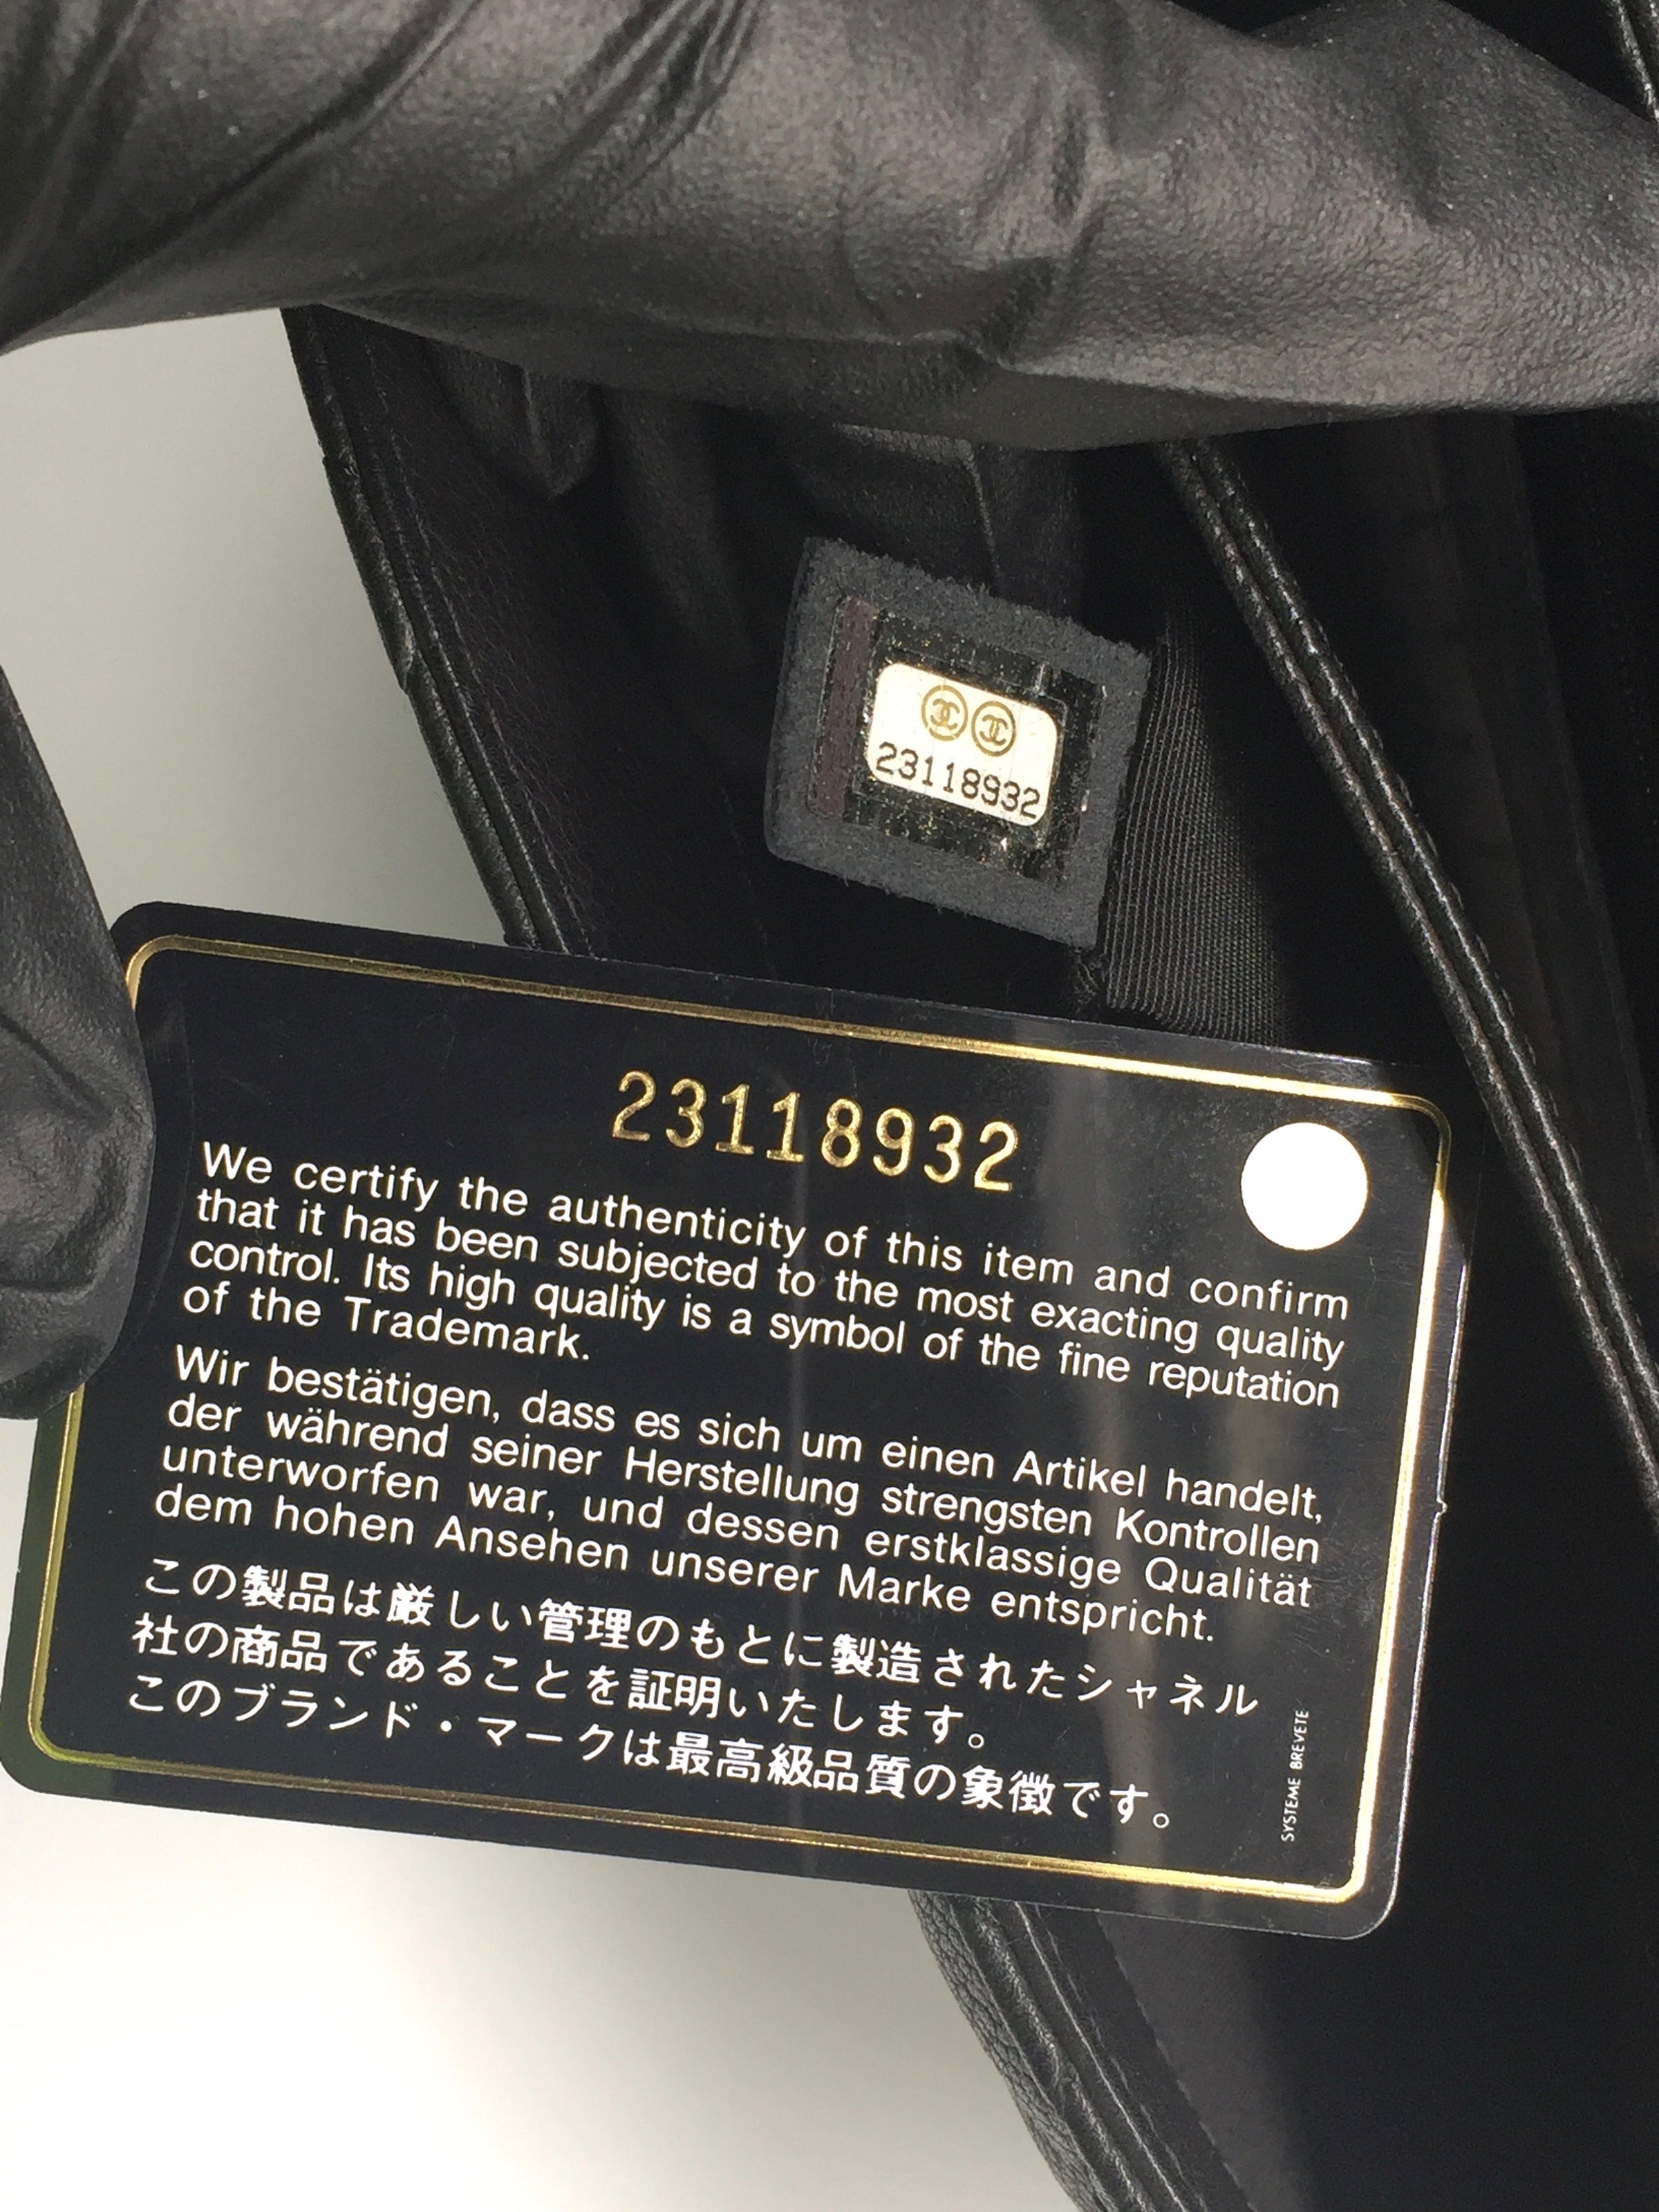 23118932
23118932
We certify the authenticity of this item and confirm
that it has been subjected to the most exacting quality
control. Its high quality is a symbol of the fine reputation
of the Trademark.
Wir bestätigen, dass es sich um einen Artikel handelt,
der während seiner Herstellung strengsten Kontrollen
unterworfen war, und dessen erstklassige Qualität
dem hohen Ansehen unserer Marke entspricht.
この製品は厳しい管理のもとに製造されたシャネル
社の商品であることを証明いたします。
このブランド・マークは最高級品質の象徴です。
SYSTEME BREVETE